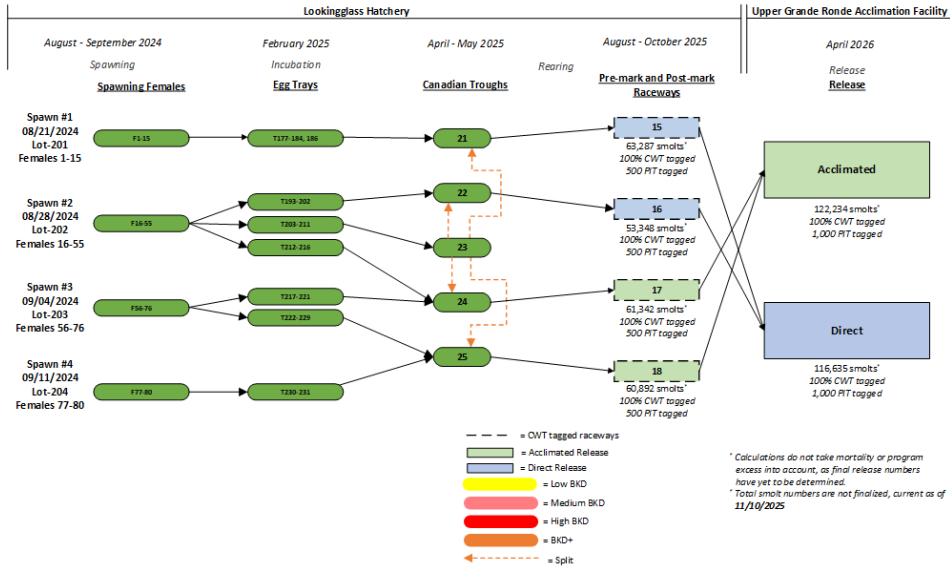 Lookingglass Hatchery
Upper Grande Ronde Acclimation Facility
August - September 2024
February 2025
April - May 2025
August - October 2025
April 2026
Spawning
Incubation
Rearing
Release
Spawning Females
Egg Trays
Canadian Troughs
Pre-mark and Post-mark
Raceways
Release
Spawn #1
08/21/2024
Lot-201
Females 1-15
F1-15
T177-184, 186
21
15
63,287 smolts*
100% CWT tagged
500 PIT tagged
Spawn #2
08/28/2024
Lot-202
Females 16-55
F16-55
T193-202
T203-211
T212-216
22
23
16
53,348 smolts*
100% CWT tagged
500 PIT tagged
Spawn #3
09/04/2024
Lot-203
Females 56-76
F56-76
T217-221
T222-229
24
17
61,342 smolts*
100% CWT tagged
500 PIT tagged
Spawn #4
09/11/2024
Lot-204
Females 77-80
F77-80
T230-231
25
18
60,892 smolts*
100% CWT tagged
500 PIT tagged
Acclimated
122,234 smolts*
100% CWT tagged
1,000 PIT tagged
Direct
116,635 smolts*
100% CWT tagged
1,000 PIT tagged
= CWT tagged raceways
= Acclimated Release
= Direct Release
= Low BKD
= Medium BKD
= High BKD
= BKD+
= Split
* Calculations do not take mortality or program
excess into account, as final release numbers
have yet to be determined.
* Total smolt numbers are not finalized, current as of
11/10/2025